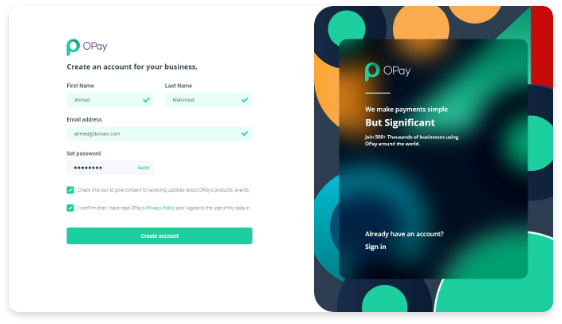 OPay
Create an account for your business.
First Name
Last Name
Ahmed
Mahmoud
Email address
ahmed@domain.com
Set password
SHOW
Check this box to give consent to receiving updates about OPay's products, events
I confirm that I have read OPay's Privacy Policy and I agree to the use of my data in
Create account
OPay
We make payments simple
But Significant
Join 500+ Thousands of businesses using
OPay around the world.
Already have an account?
Sign in